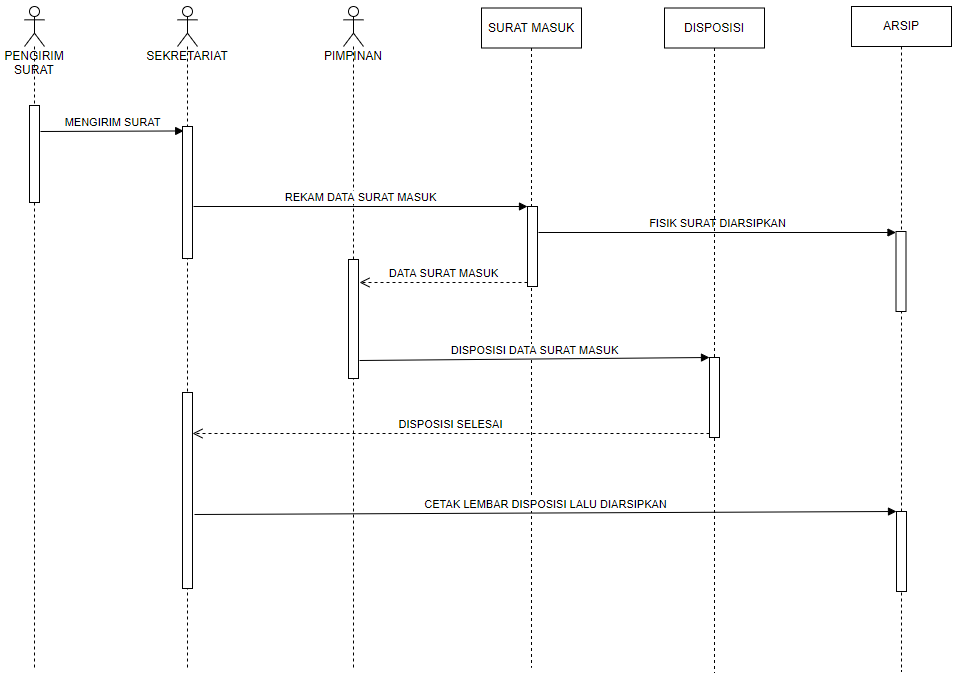 PENGIRIM
SURAT
SEKRETARIAT
PIMPINAN
SURAT MASUK
DISPOSISI
ARSIP
MENGIRIM SURAT
REKAM DATA SURAT MASUK
FISIK SURAT DIARSIPKAN
DATA SURAT MASUK
DISPOSISI DATA SURAT MASUK
DISPOSISI SELESAI
CETAK LEMBAR DISPOSISI LALU DIARSIPKAN